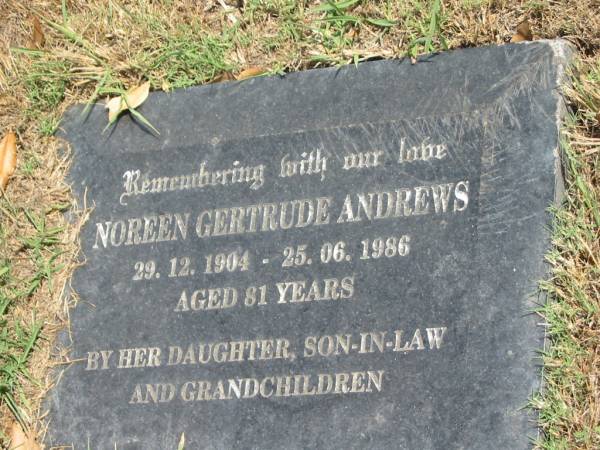 Remembering with our love
NOREEN GERTRUDE ANDREWS
29. 12. 1904 - 25. 06. 1986
AGED 81 YEARS
BY HER DAUGHTER, SON-IN-LAW
AND GRANDCHILDREN